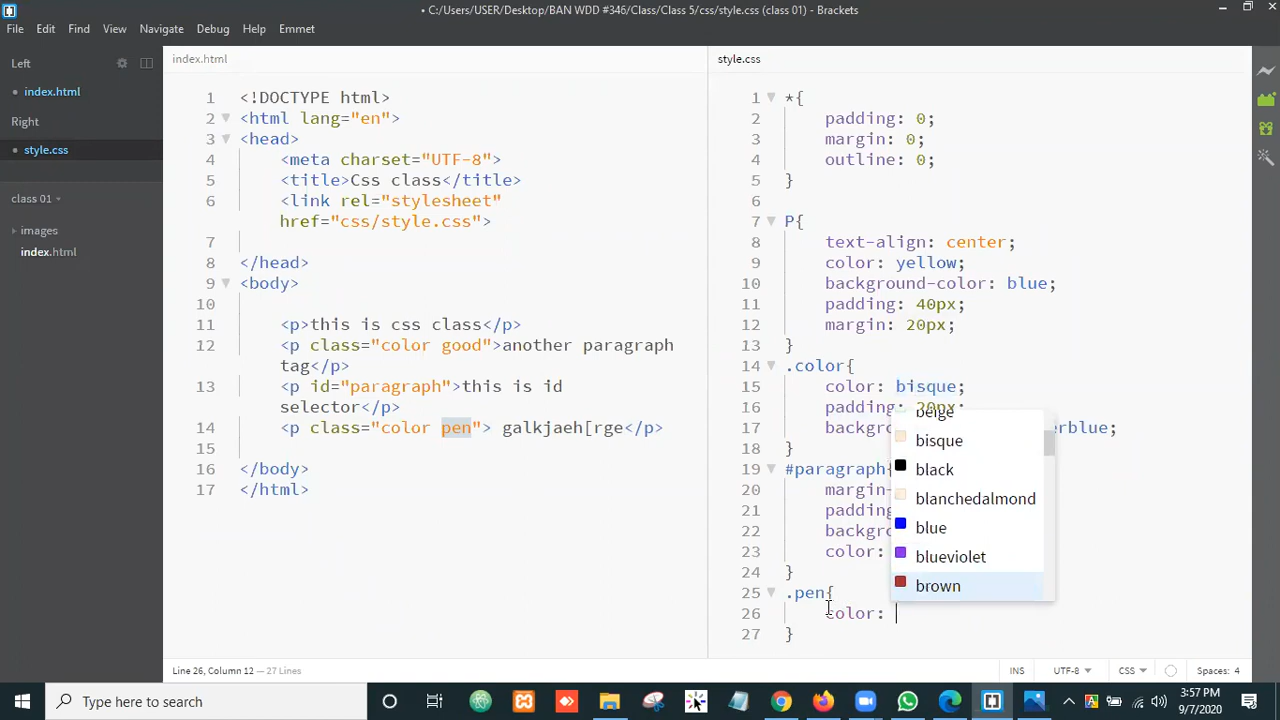 • C:/Users/USER/Desktop/BAN WDD #346/Class/Class 5/css/style.css (class 01) - Brackets
File Edit Find View Navigate Debug Help Emmet
Left
index.html
Right
style.css
class 01
images
index.html
index.html
1 <!DOCTYPE html>
2 <html lang="en">
3 <head>
4 <meta charset="UTF-8">
5 <title>Css class</title>
6 <link rel="stylesheet"
href="css/style.css">
7
8 </head>
9 <body>
10
11 <p>this is css class</p>
12 <p class="color good">another paragraph
tag</p>
13 <p id="paragraph">this is id
selector</p>
14 <p class="color pen"> galkjaeh[rge</p>
15
16 </body>
17 </html>
style.css
1 *{
2 padding: 0;
3 margin: 0;
4 outline: 0;
5 }
6
7 P{
8 text-align: center;
9 color: yellow;
10 background-color: blue;
11 padding: 40px;
12 margin: 20px;
13 }
14 .color{
15 color: bisque;
16 padding: 20px;
17 backg erblue;
18 }
19 #paragraph{
20 margin-
21 padding
22 backgro
23 color:
24 }
25 .pen{
26 color:
27 }
beige
bisque
black
blanchedalmond
blue
blueviolet
brown
Line 26, Column 12 — 27 Lines
INS UTF-8 CSS Spaces: 4
Type here to search
3:57 PM
9/7/2020